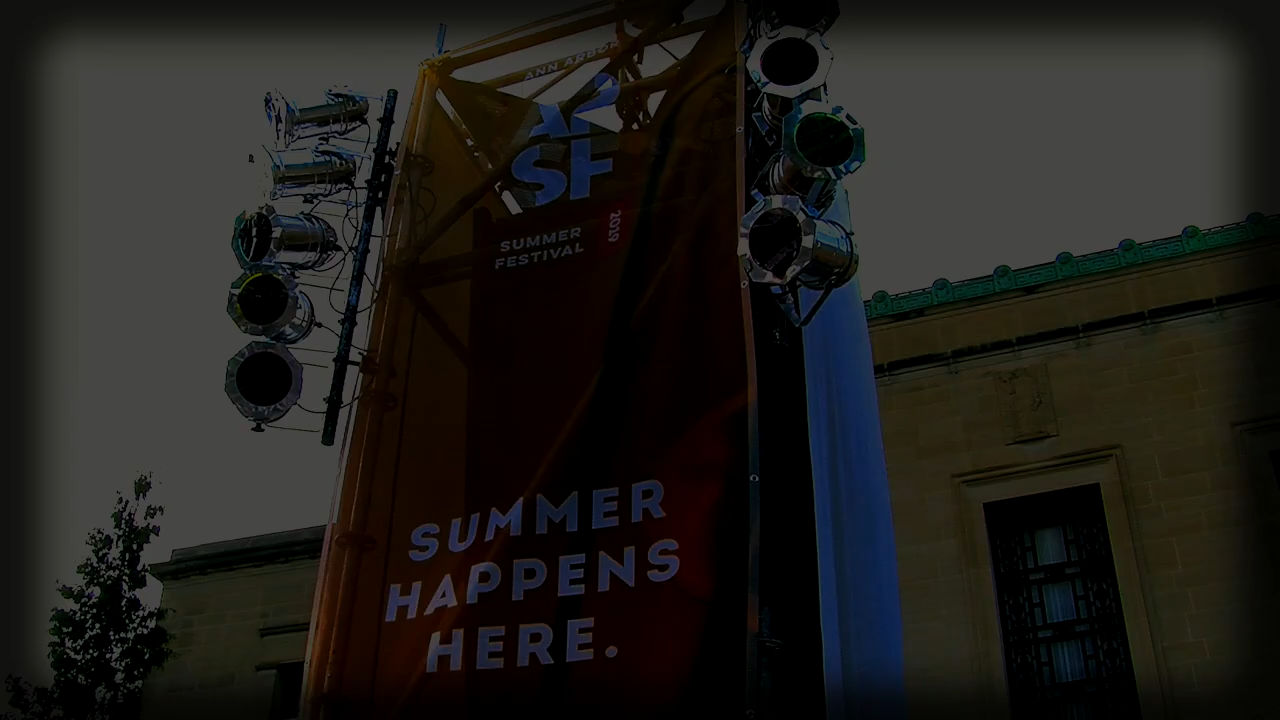 ANN ARBOR
A2
SF
SUMMER
FESTIVAL
2019
SUMMER
HAPPENS
HERE.